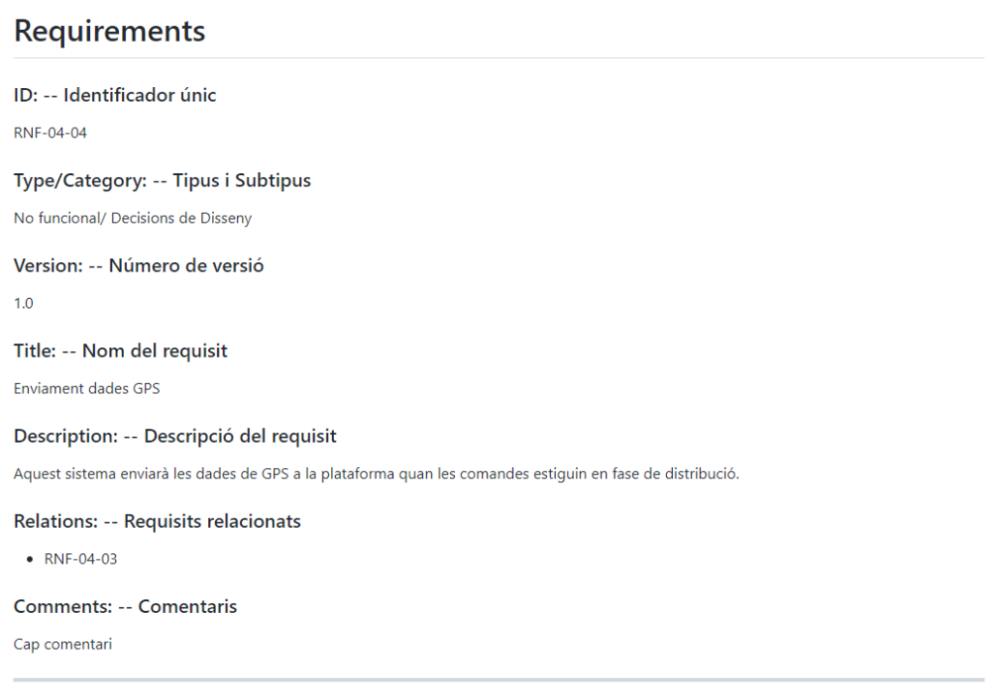 Requirements
ID: -- Identificador únic
RNF-04-04
Type/Category: -- Tipus i Subtipus
No funcional/ Decisions de Disseny
Version: -- Número de versió
1.0
Title: -- Nom del requisit
Enviament dades GPS
Description: -- Descripció del requisit
Aquest sistema enviarà les dades de GPS a la plataforma quan les comandes estiguin en fase de distribució.
Relations: -- Requisits relacionats
• RNF-04-03
Comments: -- Comentaris
Cap comentari